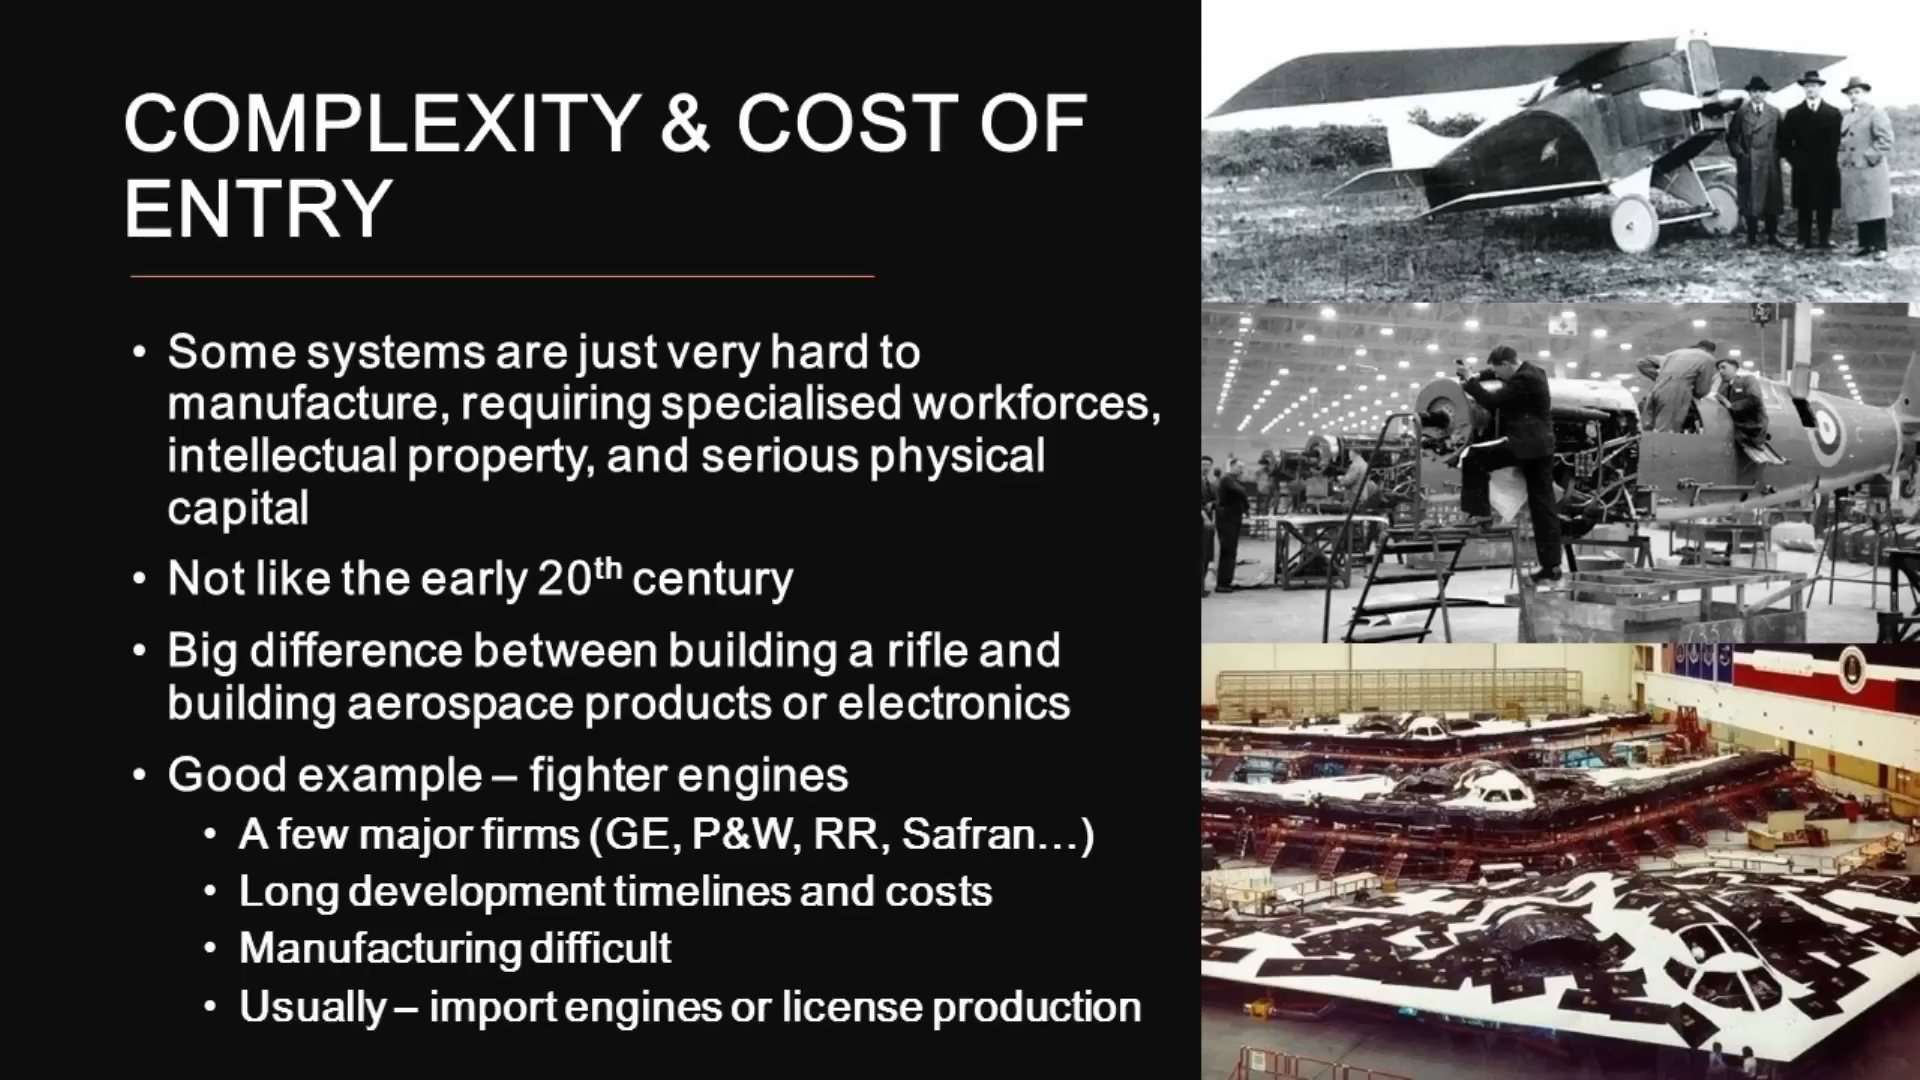 COMPLEXITY & COST OF
ENTRY
• Some systems are just very hard to
manufacture, requiring specialised workforces,
intellectual property, and serious physical
capital
• Not like the early 20th century
• Big difference between building a rifle and
building aerospace products or electronics
• Good example – fighter engines
• A few major firms (GE, P&W, RR, Safran...)
• Long development timelines and costs
• Manufacturing difficult
• Usually – import engines or license production